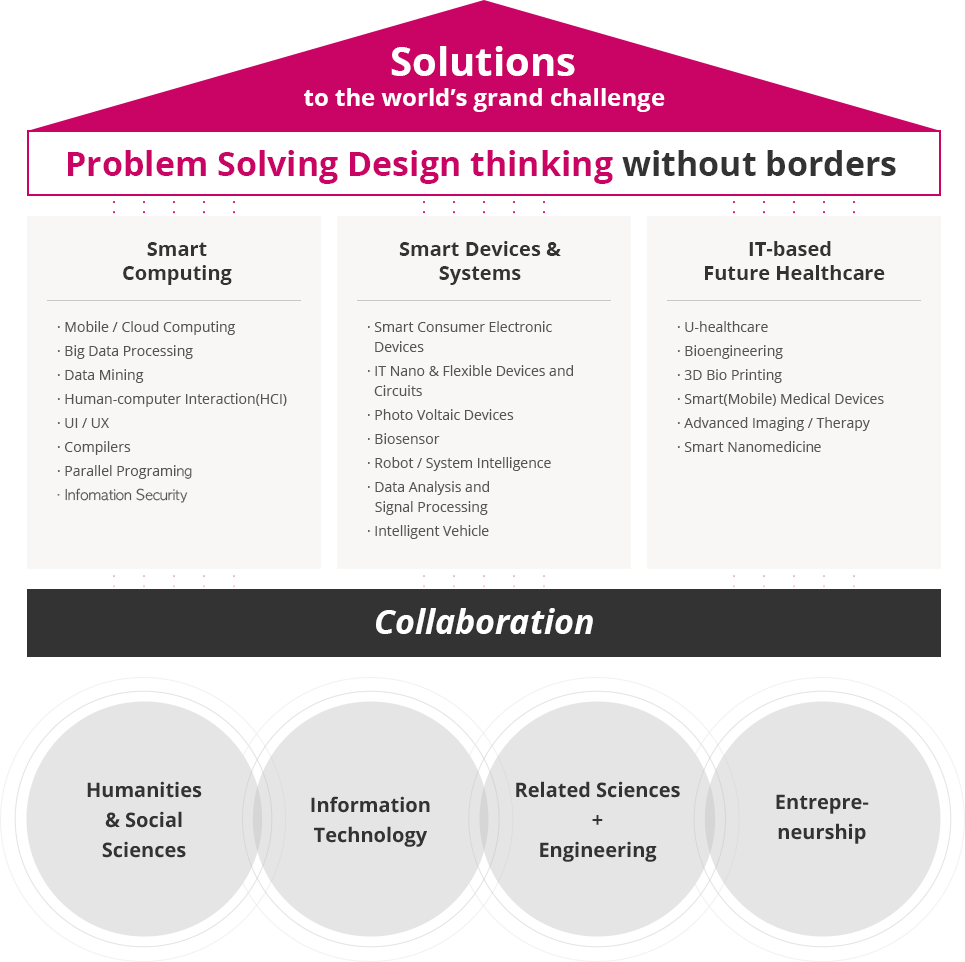 Solutions
to the world’s grand challenge
Problem Solving Design thinking without borders
Smart
Computing
· Mobile / Cloud Computing
· Big Data Processing
· Data Mining
· Human-computer Interaction(HCI)
· UI / UX
· Compilers
· Parallel Programing
· Infomation Security
Smart Devices &
Systems
· Smart Consumer Electronic
Devices
· IT Nano & Flexible Devices and
Circuits
· Photo Voltaic Devices
· Biosensor
· Robot / System Intelligence
· Data Analysis and
Signal Processing
· Intelligent Vehicle
IT-based
Future Healthcare
· U-healthcare
· Bioengineering
· 3D Bio Printing
· Smart(Mobile) Medical Devices
· Advanced Imaging / Therapy
· Smart Nanomedicine
Collaboration
Humanities
& Social
Sciences
Information
Technology
Related Sciences
+
Engineering
Entrepre-
neurship